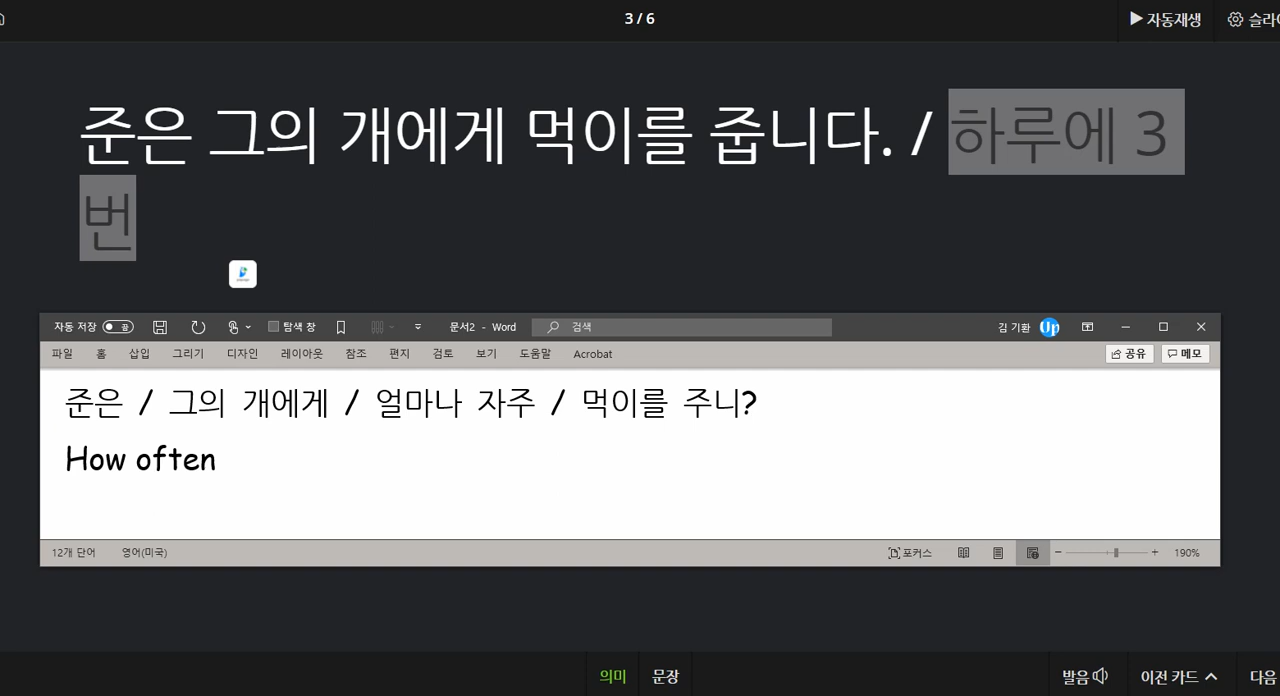 3 / 6
▶ 자동재생
슬라이
준은 그의 개에게 먹이를 줍니다. / 하루에 3
번
자동 저장 끔 탐색 창 문서2 - Word 검색 김 기환 Up
파일 홈 삽입 그리기 디자인 레이아웃 참조 편지 검토 보기 도움말 Acrobat 공유 메모
준은 / 그의 개에게 / 얼마나 자주 / 먹이를 주니?
How often
12개 단어 영어(미국) 포커스 - + 190%
의미 문장 발음 이전 카드 다음